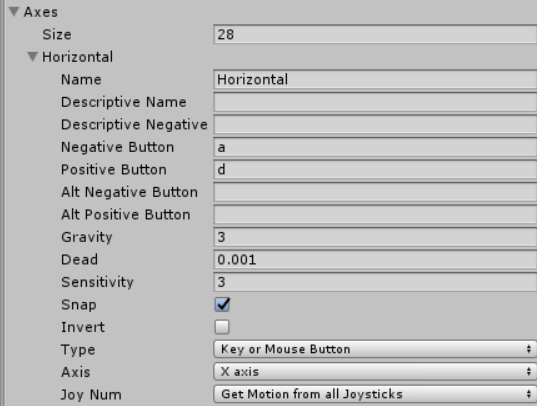 Axes
Size 28
Horizontal
Name Horizontal
Descriptive Name
Descriptive Negative
Negative Button a
Positive Button d
Alt Negative Button
Alt Positive Button
Gravity 3
Dead 0.001
Sensitivity 3
Snap
Invert
Type Key or Mouse Button
Axis X axis
Joy Num Get Motion from all Joysticks